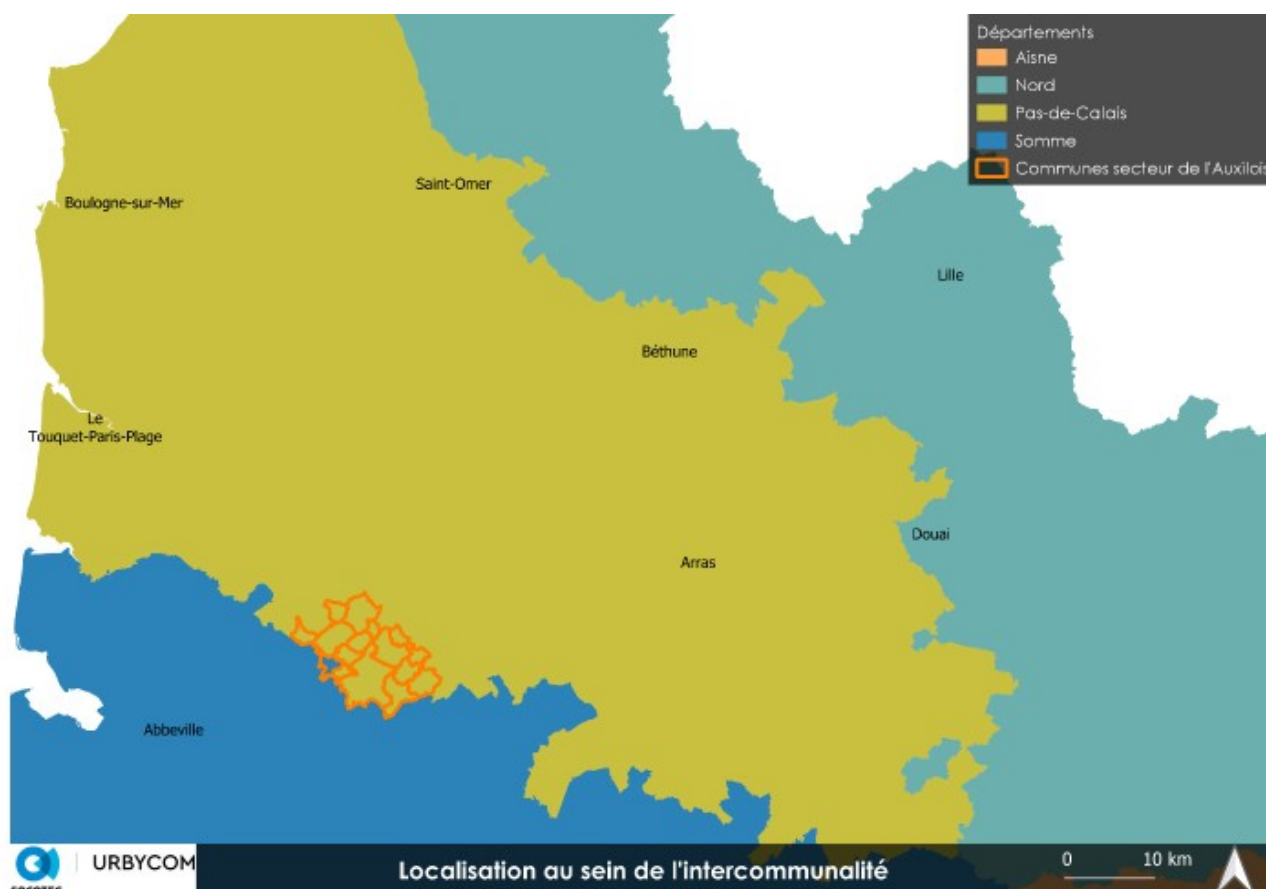 Départements
Aisne
Nord
Pas-de-Calais
Somme
Communes secteur de l'Auxilois
Saint-Omer
Boulogne-sur-Mer
Lille
Béthune
Le
Touquet-Paris-Plage
Douai
Arras
Abbeville
URBYCOM
Localisation au sein de l'intercommunalité
0 10 km